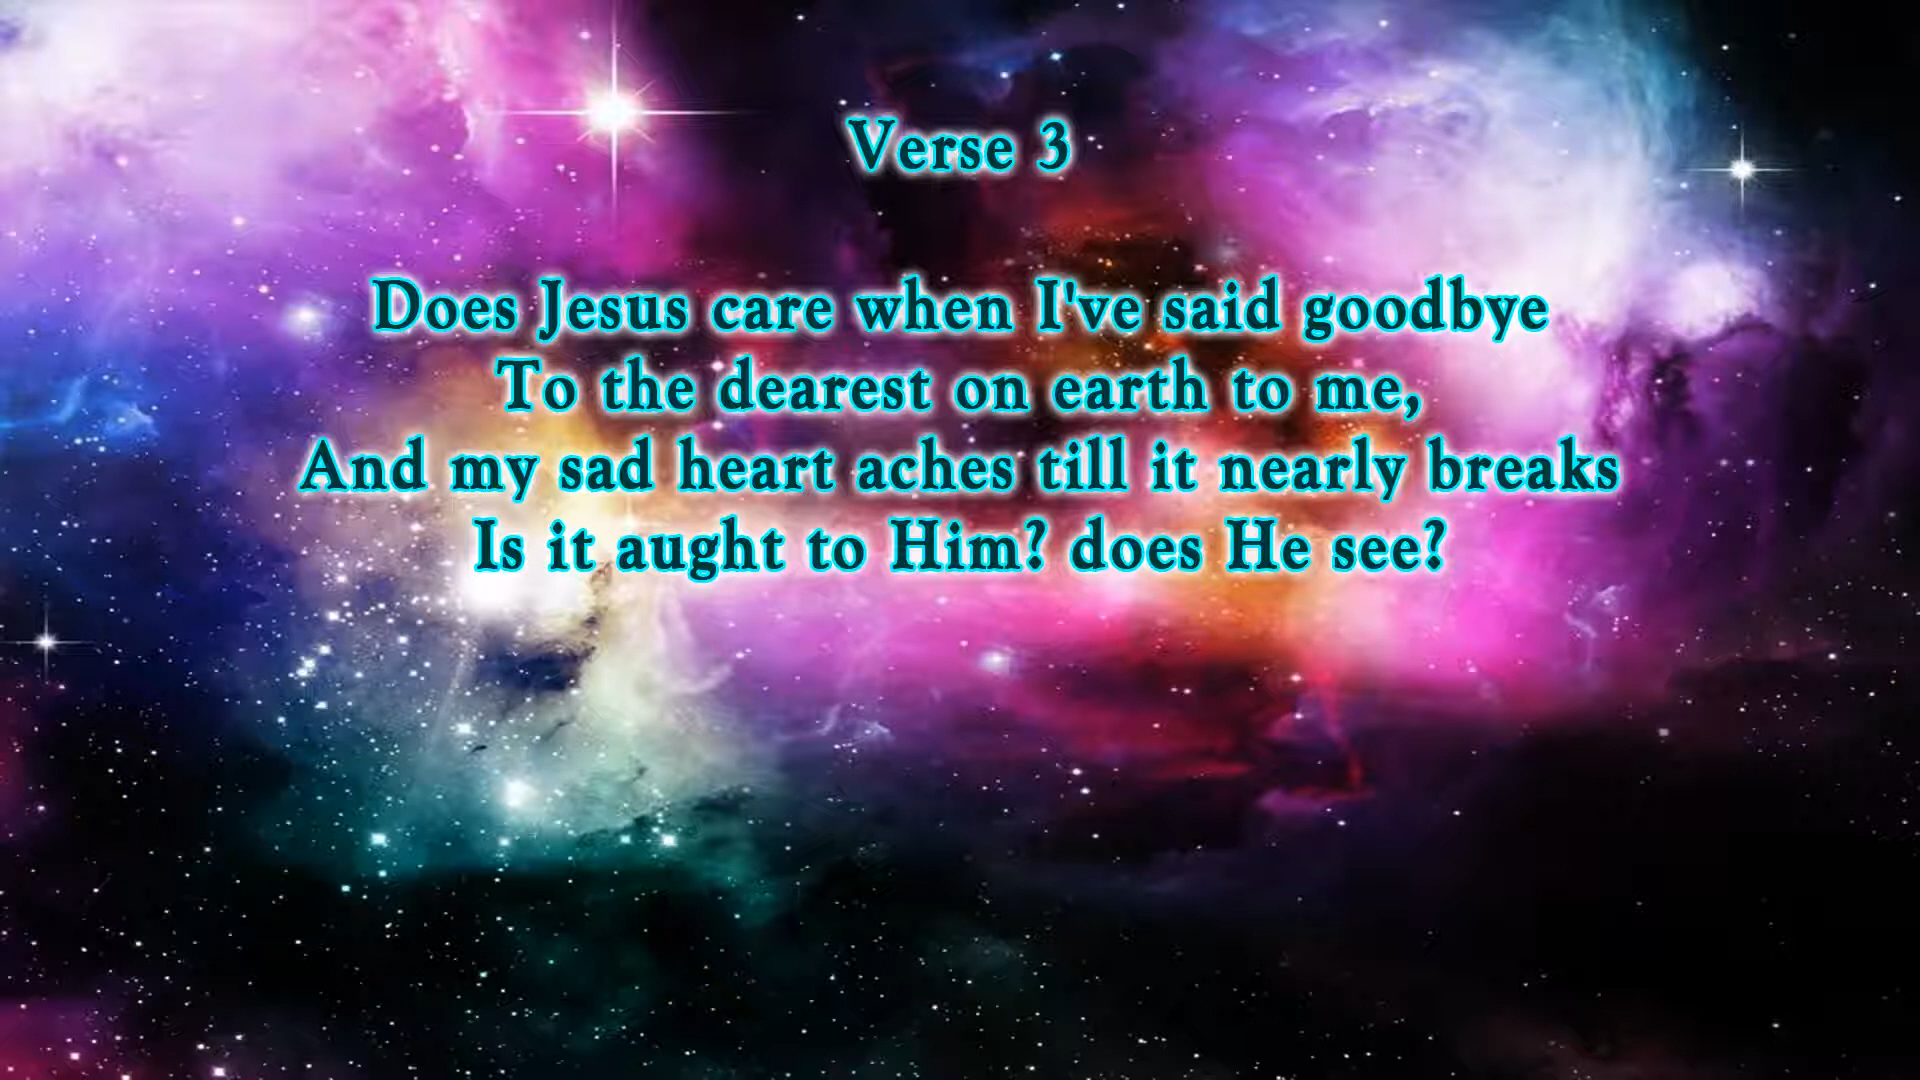 Verse 3
Does Jesus care when I've said goodbye
To the dearest on earth to me,
And my sad heart aches till it nearly breaks
Is it aught to Him? does He see?